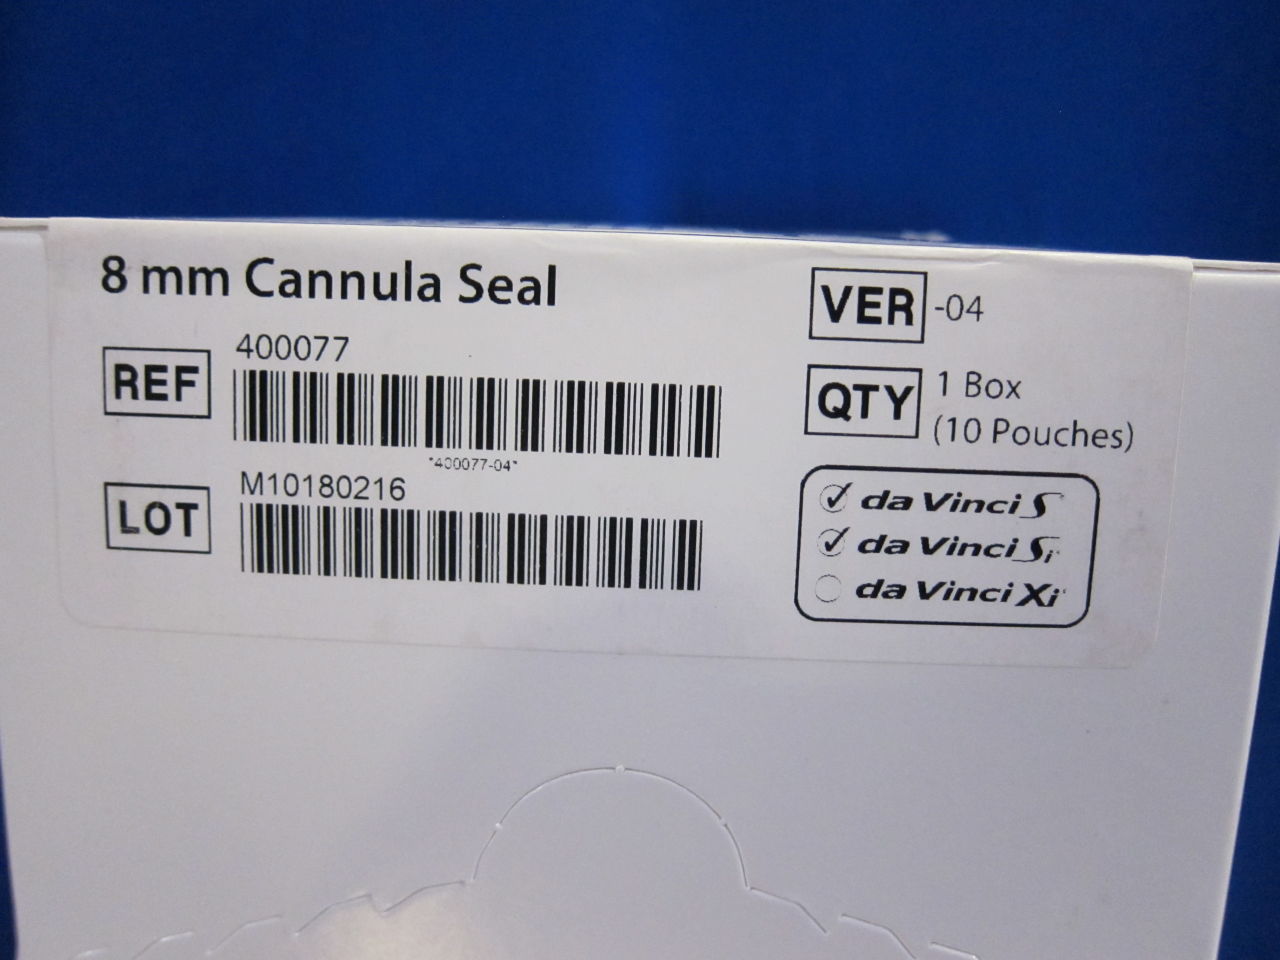 8 mm Cannula Seal
REF
400077
*400077-04*
LOT
M10180216
VER
-04
QTY
1 Box
(10 Pouches)
da Vinci S
da Vinci Si
da Vinci Xi